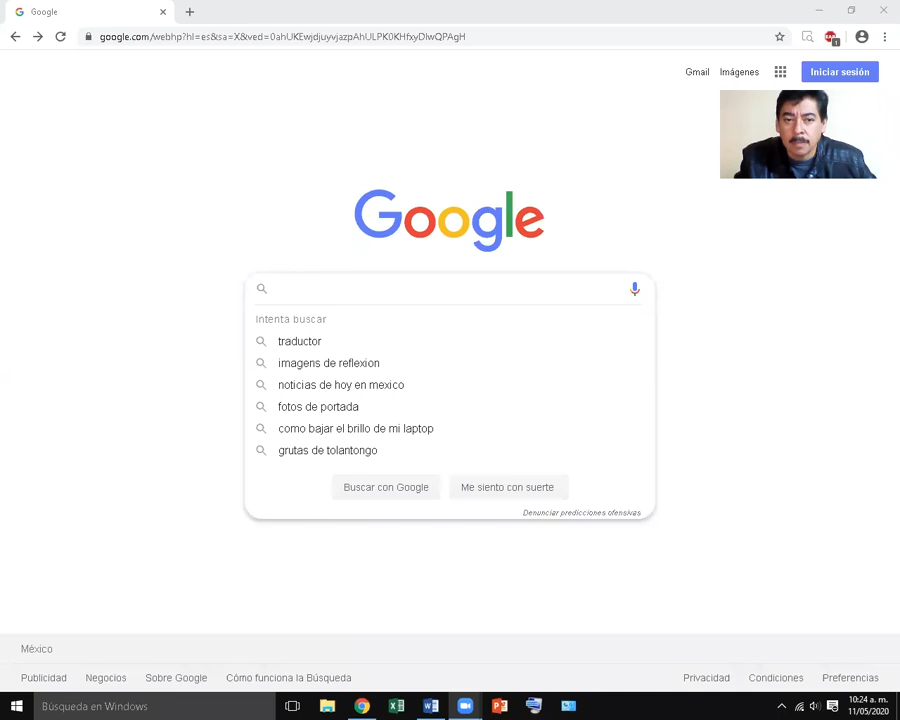 Google
google.com/webhp?hl=es&sa=X&ved=0ahUKEwjdjuyvjazpAhULPK0KHfxyDlwQPAgH
1
Gmail Imágenes Iniciar sesión
Google
Intenta buscar
traductor
imagens de reflexion
noticias de hoy en mexico
fotos de portada
como bajar el brillo de mi laptop
grutas de tolantongo
Buscar con Google Me siento con suerte
Denunciar predicciones ofensivas
México
Publicidad Negocios Sobre Google Cómo funciona la Búsqueda Privacidad Condiciones Preferencias
Búsqueda en Windows
10:24 a. m.
11/05/2020